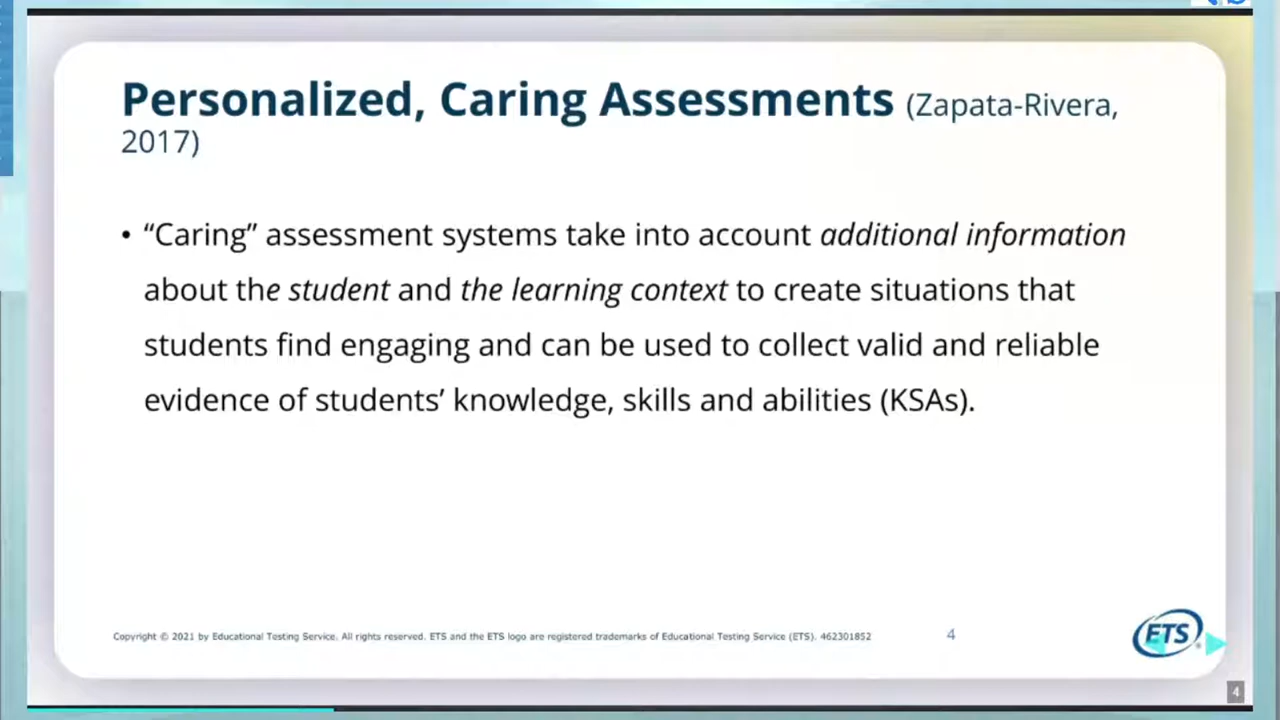 Personalized, Caring Assessments (Zapata-Rivera,
2017)
• “Caring” assessment systems take into account additional information
about the student and the learning context to create situations that
students find engaging and can be used to collect valid and reliable
evidence of students’ knowledge, skills and abilities (KSAs).
Copyright © 2021 by Educational Testing Service. All rights reserved. ETS and the ETS logo are registered trademarks of Educational Testing Service (ETS). 462301852
4
ETS
®
4